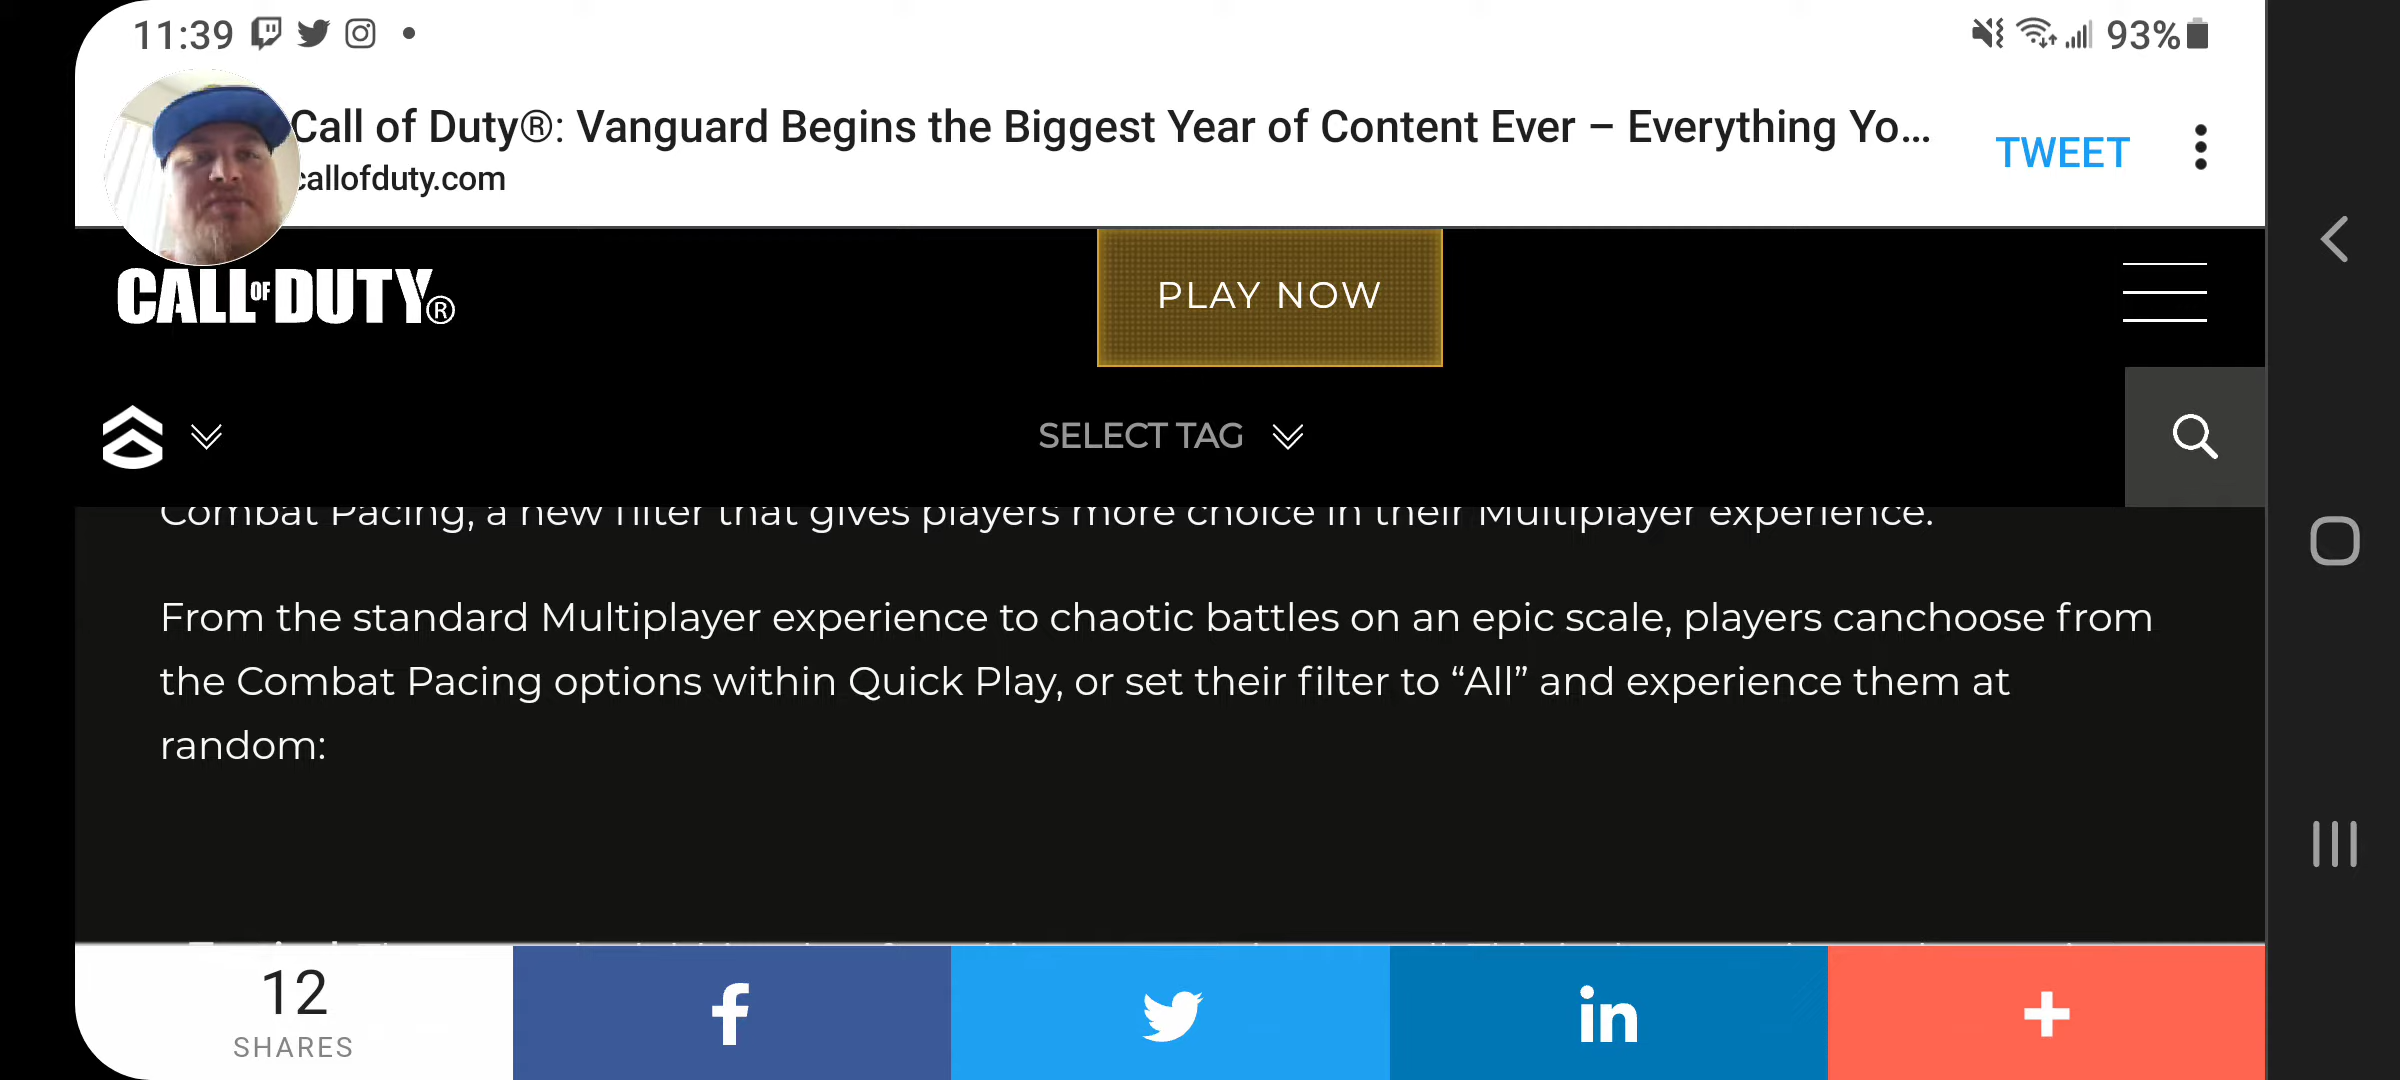 11:39
93%
Call of Duty®: Vanguard Begins the Biggest Year of Content Ever – Everything Yo...
callofduty.com
TWEET
CALL OF DUTY®
PLAY NOW
SELECT TAG
Combat Pacing, a new filter that gives players more choice in their Multiplayer experience.
From the standard Multiplayer experience to chaotic battles on an epic scale, players canchoose from
the Combat Pacing options within Quick Play, or set their filter to “All” and experience them at
random:
12
SHARES
f
in
+